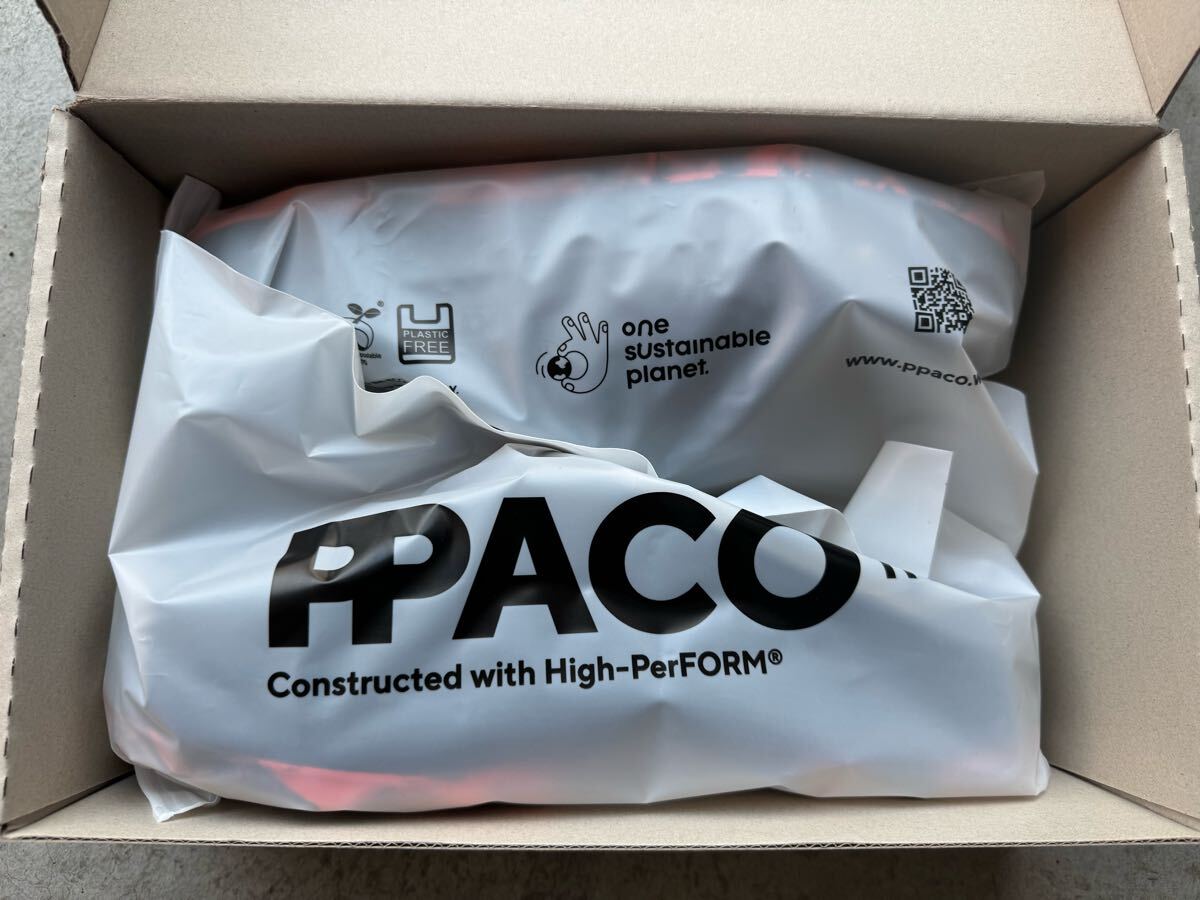 PLASTIC
FREE
one
sustainable
planet.
www.ppaco.
PPACO
Constructed with High-PerFORM®